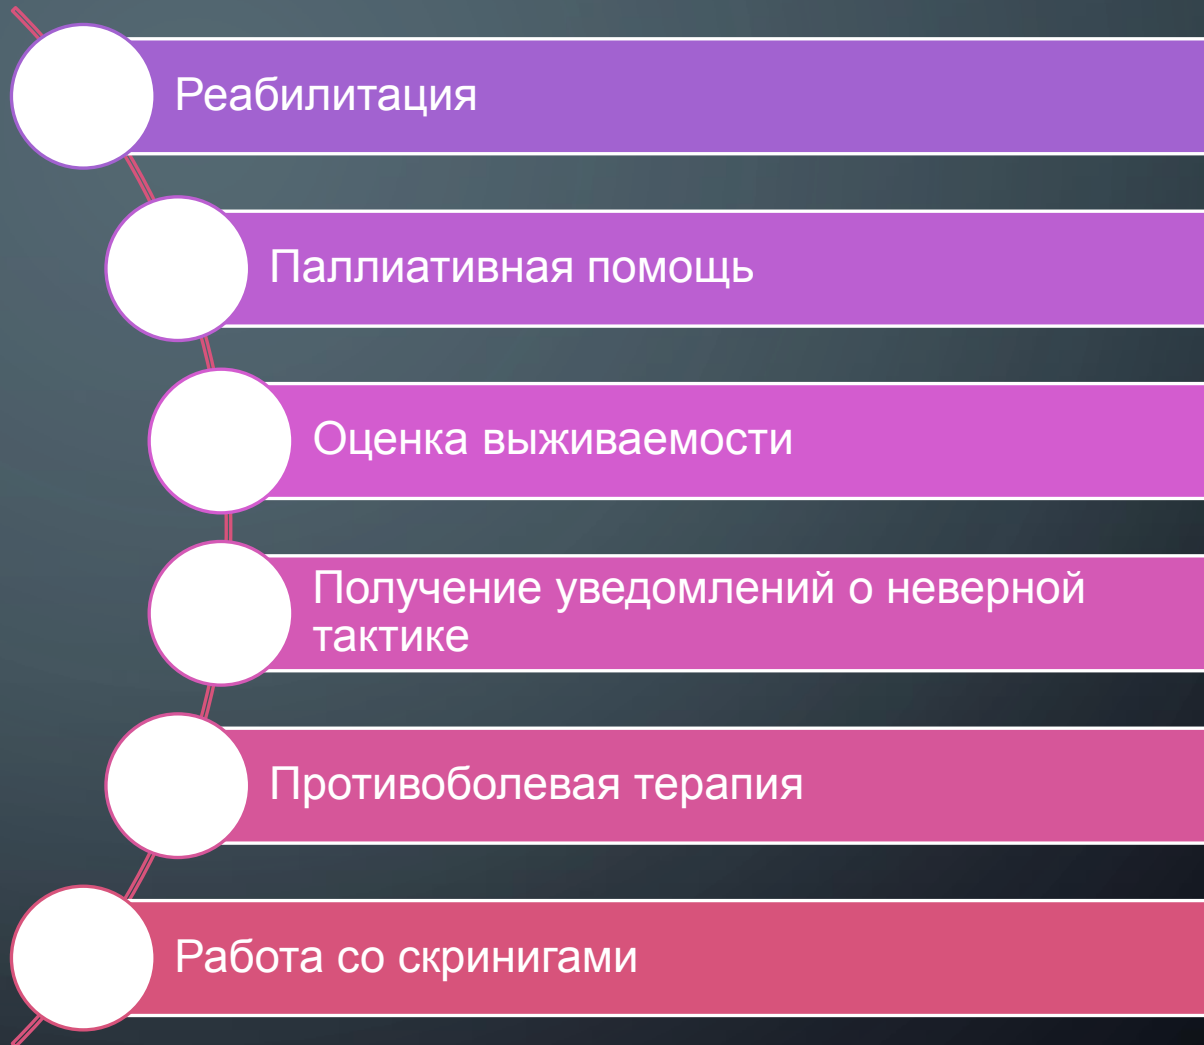 Реабилитация
Паллиативная помощь
Оценка выживаемости
Получение уведомлений о неверной
тактике
Противоболевая терапия
Работа со скринигами